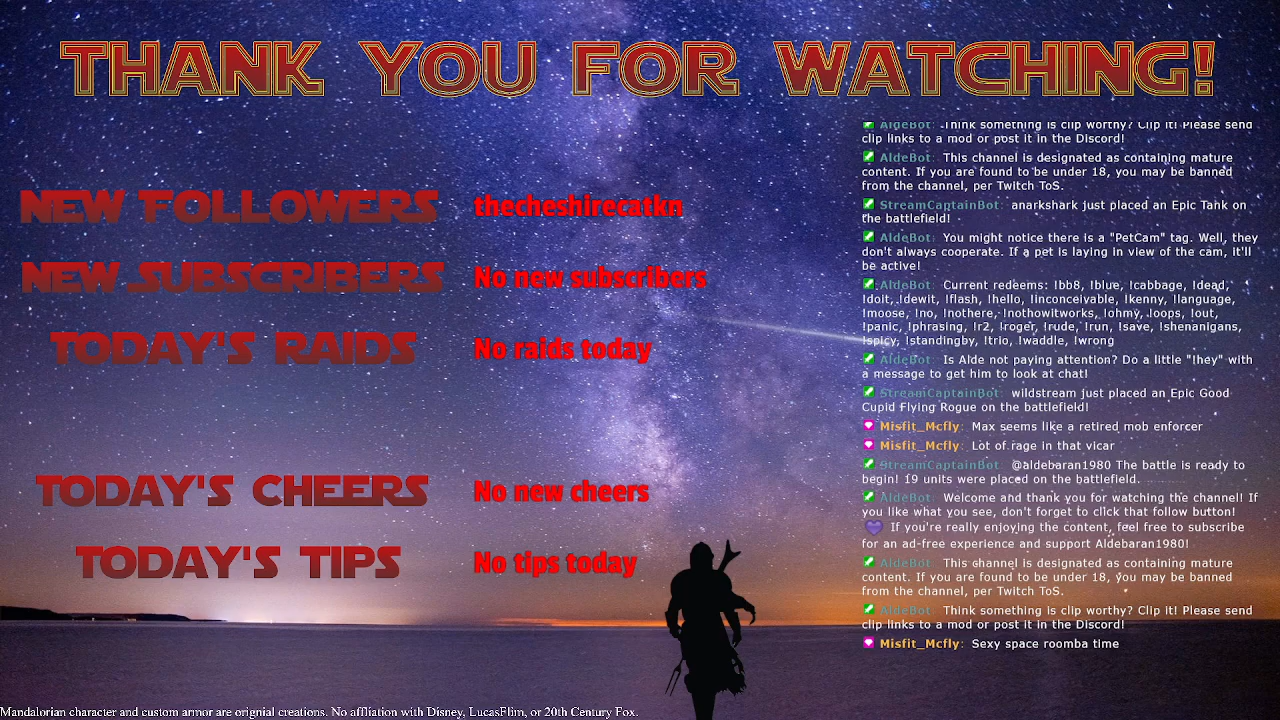 THANK YOU FOR WATCHING!
NEW FOLLOWERS thecheshirecatkn
NEW SUBSCRIBERS No new subscribers
TODAY'S RAIDS No raids today
TODAY'S CHEERS No new cheers
TODAY'S TIPS No tips today
AldeBot: Think something is clip worthy? Clip it! Please send
clip links to a mod or post it in the Discord!
AldeBot: This channel is designated as containing mature
content. If you are found to be under 18, you may be banned
from the channel, per Twitch ToS.
StreamCaptainBot: anarkshark just placed an Epic Tank on
the battlefield!
AldeBot: You might notice there is a "PetCam" tag. Well, they
don't always cooperate. If a pet is laying in view of the cam, it'll
be active!
AldeBot: Current redeems: !bb8, !blue, !cabbage, !dead,
!doit, !dewit, !flash, !hello, !inconceivable, !kenny, !language,
!moose, !no, !nothere, !nothowitworks, !ohmy, !oops, !out,
!panic, !phrasing, !r2, !roger, !rude, !run, !save, !shenanigans,
!spicy, !standingby, !trio, !waddle, !wrong
AldeBot: Is Alde not paying attention? Do a little "!hey" with
a message to get him to look at chat!
StreamCaptainBot: wildstream just placed an Epic Good
Cupid Flying Rogue on the battlefield!
Misfit_Mcfly: Max seems like a retired mob enforcer
Misfit_Mcfly: Lot of rage in that vicar
StreamCaptainBot: @aldebaran1980 The battle is ready to
begin! 19 units were placed on the battlefield.
AldeBot: Welcome and thank you for watching the channel! If
you like what you see, don't forget to click that follow button!
If you're really enjoying the content, feel free to subscribe
for an ad-free experience and support Aldebaran1980!
AldeBot: This channel is designated as containing mature
content. If you are found to be under 18, you may be banned
from the channel, per Twitch ToS.
AldeBot: Think something is clip worthy? Clip it! Please send
clip links to a mod or post it in the Discord!
Misfit_Mcfly: Sexy space roomba time
Mandalorian character and custom armor are orignial creations. No affliation with Disney, LucasFlim, or 20th Century Fox.